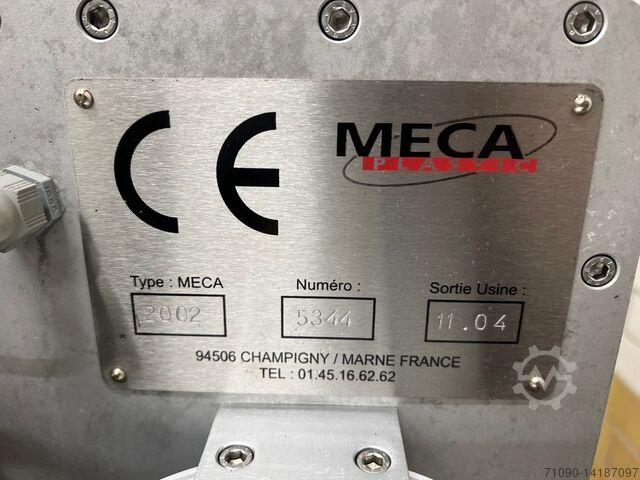 CE
MECA
PLASTIC
Type : MECA
Numéro :
Sortie Usine :
2002
5344
11.04
94506 CHAMPIGNY / MARNE FRANCE
TEL : 01.45.16.62.62
71090-14187097